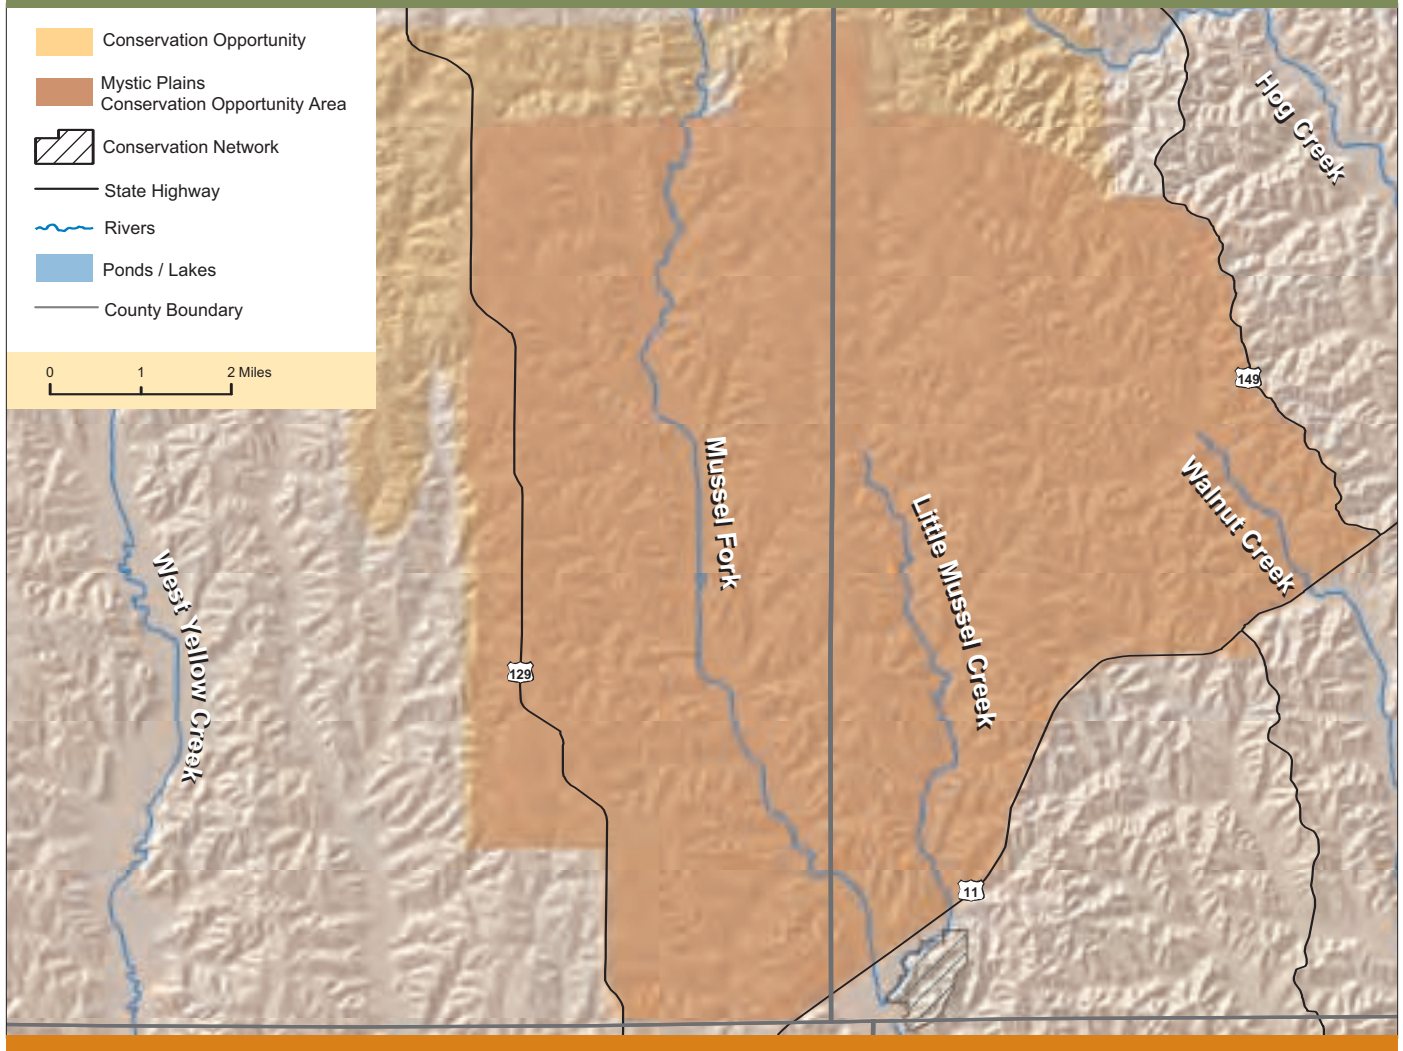 Conservation Opportunity
Mystic Plains
Conservation Opportunity Area
Conservation Network
State Highway
Rivers
Ponds / Lakes
County Boundary
0 1 2 Miles
Hog Creek
149
Mussel Fork
Walnut Creek
Little Mussel Creek
West Yellow Creek
129
11